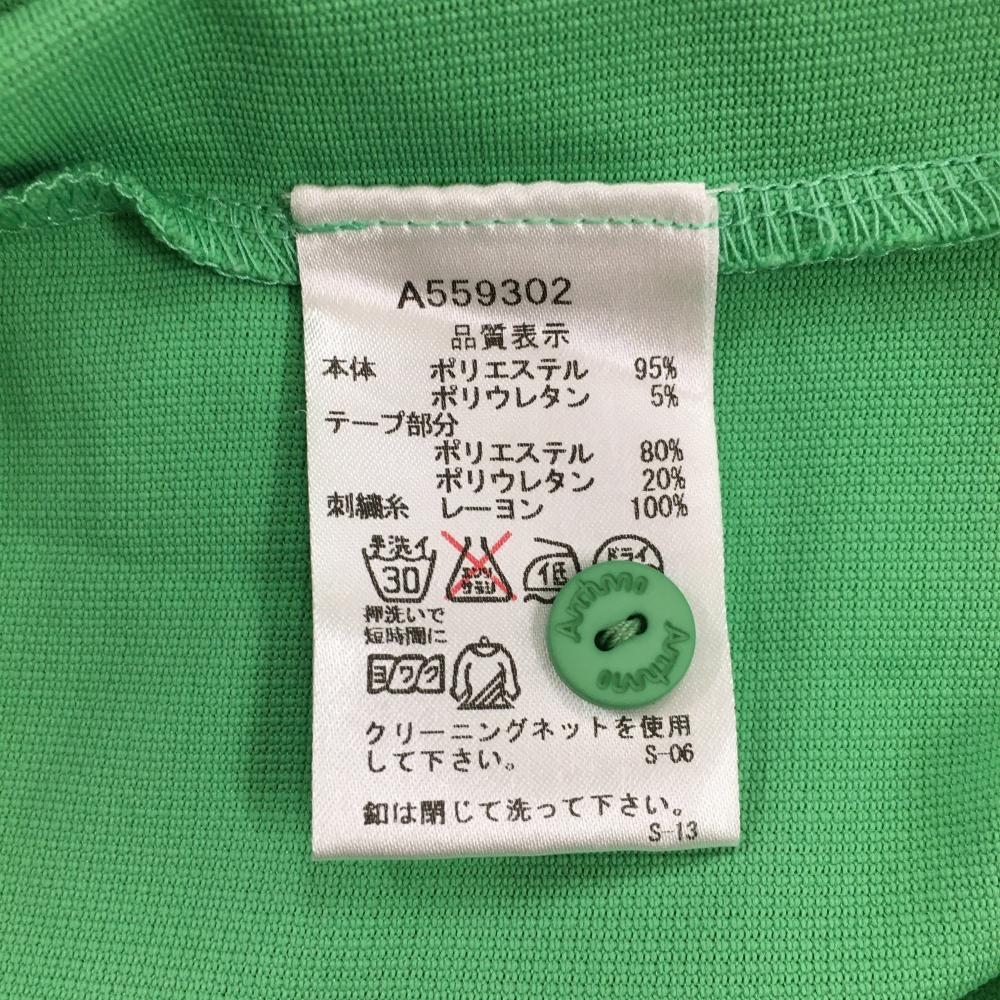 A559302
品質表示
本体 ポリエステル 95%
ポリウレタン 5%
テープ部分
ポリエステル 80%
ポリウレタン 20%
刺繍糸 レーヨン 100%
手洗イ 30 エンソサラシ 低 ドライ
押洗いで
短時間に
ヨワク
クリーニングネットを使用
して下さい。 S-06
釦は閉じて洗って下さい。
S-13